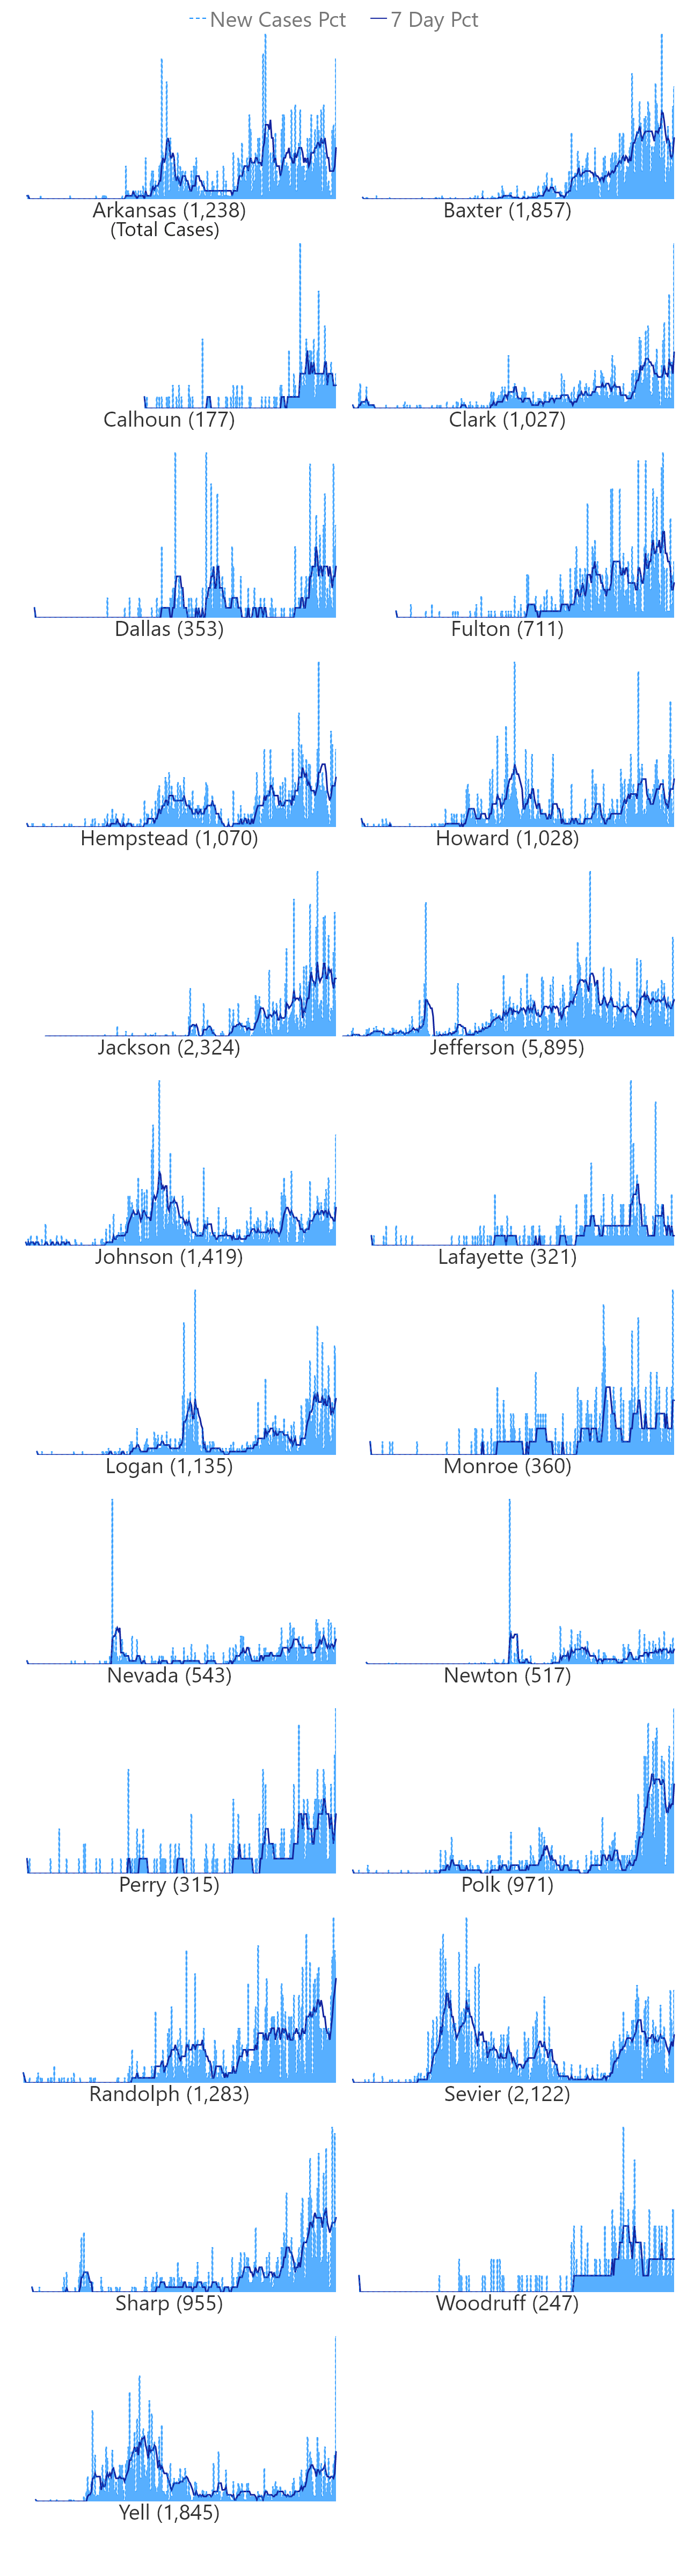 New Cases Pct 7 Day Pct
Arkansas (1,238) Baxter (1,857)
(Total Cases)
Calhoun (177) Clark (1,027)
Dallas (353) Fulton (711)
Hempstead (1,070) Howard (1,028)
Jackson (2,324) Jefferson (5,895)
Johnson (1,419) Lafayette (321)
Logan (1,135) Monroe (360)
Nevada (543) Newton (517)
Perry (315) Polk (971)
Randolph (1,283) Sevier (2,122)
Sharp (955) Woodruff (247)
Yell (1,845)